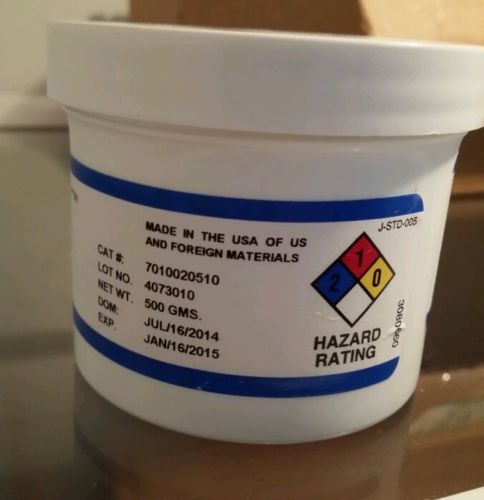 MADE IN THE USA OF US
AND FOREIGN MATERIALS
CAT #: 7010020510
LOT NO. 4073010
NET WT. 500 GMS.
DOM: JUL/16/2014
EXP. JAN/16/2015
J-STD-005
1
2 0
HAZARD
RATING
3080660